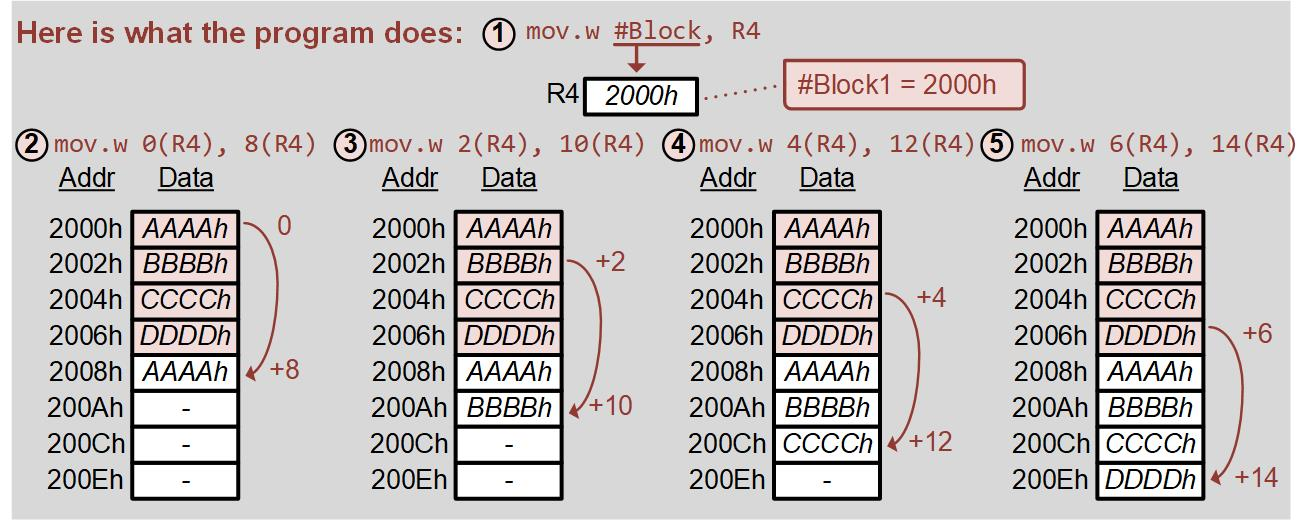 Here is what the program does: 1 mov.w #Block, R4
R4 2000h #Block1 = 2000h
2 mov.w 0(R4), 8(R4) 3 mov.w 2(R4), 10(R4) 4 mov.w 4(R4), 12(R4) 5 mov.w 6(R4), 14(R4)
Addr Data Addr Data Addr Data Addr Data
2000h AAAAh 0 2000h AAAAh 2000h AAAAh 2000h AAAAh
2002h BBBBh 2002h BBBBh +2 2002h BBBBh 2002h BBBBh
2004h CCCCh 2004h CCCCh 2004h CCCCh +4 2004h CCCCh
2006h DDDDh 2006h DDDDh 2006h DDDDh 2006h DDDDh +6
2008h AAAAh +8 2008h AAAAh 2008h AAAAh 2008h AAAAh
200Ah - 200Ah BBBBh +10 200Ah BBBBh 200Ah BBBBh
200Ch - 200Ch - 200Ch CCCCh +12 200Ch CCCCh
200Eh - 200Eh - 200Eh - 200Eh DDDDh +14